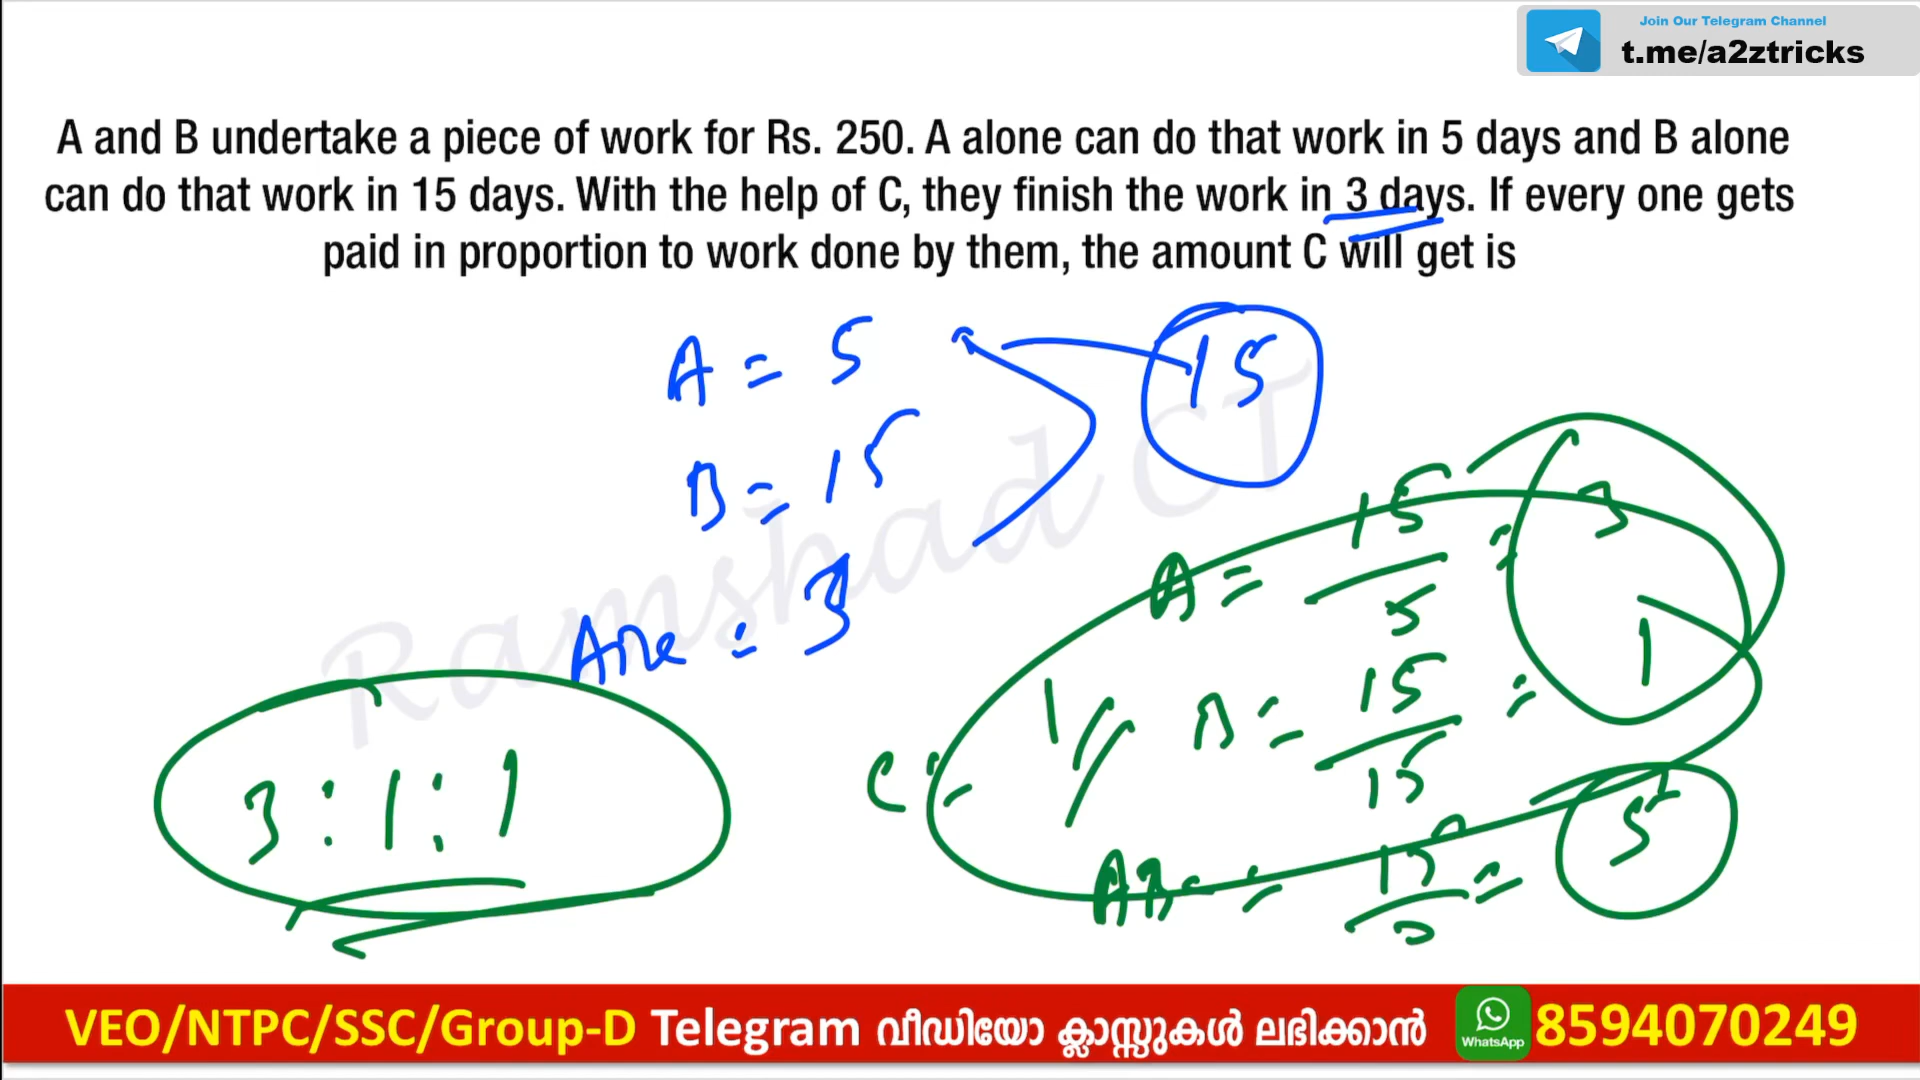 Join Our Telegram Channel
t.me/a2ztricks
A and B undertake a piece of work for Rs. 250. A alone can do that work in 5 days and B alone
can do that work in 15 days. With the help of C, they finish the work in 3 days. If every one gets
paid in proportion to work done by them, the amount C will get is
A = 5
15
B = 15
A = 15/5 = 3
B = 15/15 = 1
C = 1
= 5
3 : 1 : 1
Ramshad CT
VEO/NTPC/SSC/Group-D Telegram വീഡിയോ ക്ലാസ്സുകൾ ലഭിക്കാൻ WhatsApp 8594070249